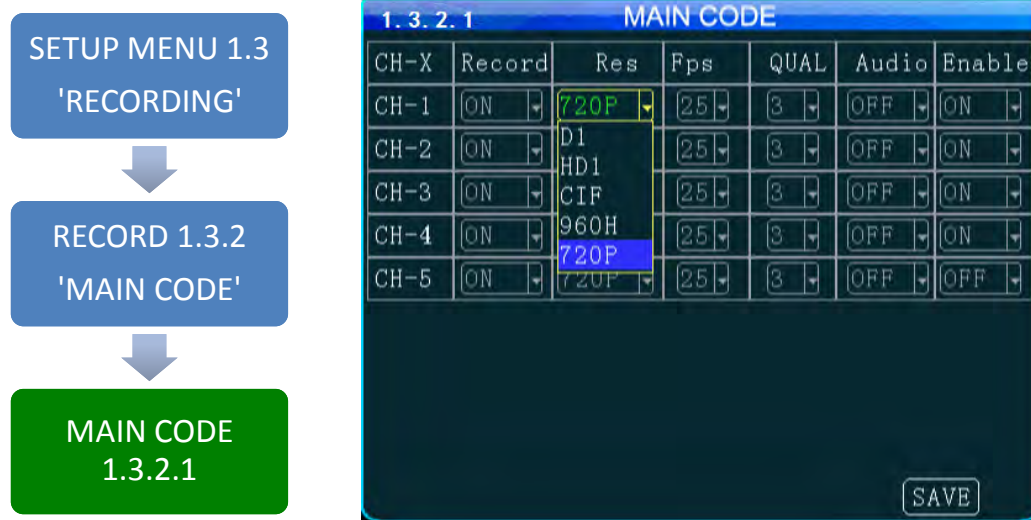 SETUP MENU 1.3
'RECORDING'
RECORD 1.3.2
'MAIN CODE'
MAIN CODE
1.3.2.1
1.3.2.1 MAIN CODE
CH-X Record Res Fps QUAL Audio Enable
CH-1 ON 720P 25 3 OFF ON
CH-2 ON 25 3 OFF ON
CH-3 ON 25 3 OFF ON
CH-4 ON 25 3 OFF ON
CH-5 ON 720P 25 3 OFF OFF
D1
HD1
CIF
960H
720P
SAVE